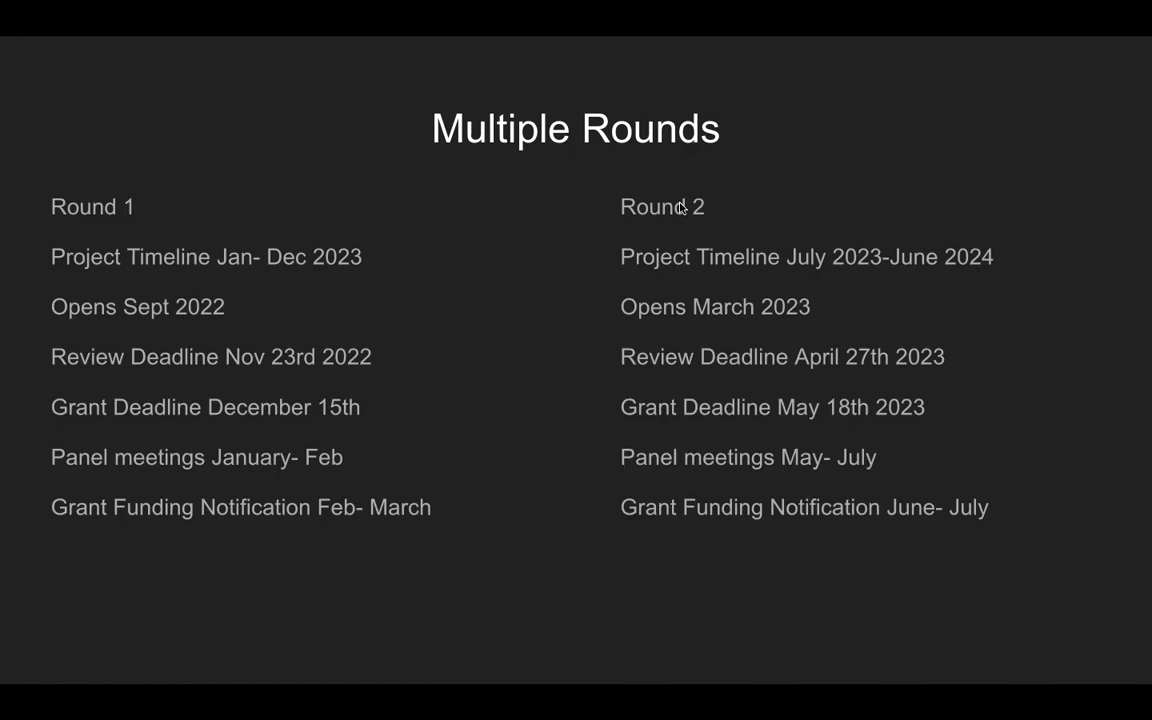 Multiple Rounds
Round 1
Project Timeline Jan- Dec 2023
Opens Sept 2022
Review Deadline Nov 23rd 2022
Grant Deadline December 15th
Panel meetings January- Feb
Grant Funding Notification Feb- March
Round 2
Project Timeline July 2023-June 2024
Opens March 2023
Review Deadline April 27th 2023
Grant Deadline May 18th 2023
Panel meetings May- July
Grant Funding Notification June- July